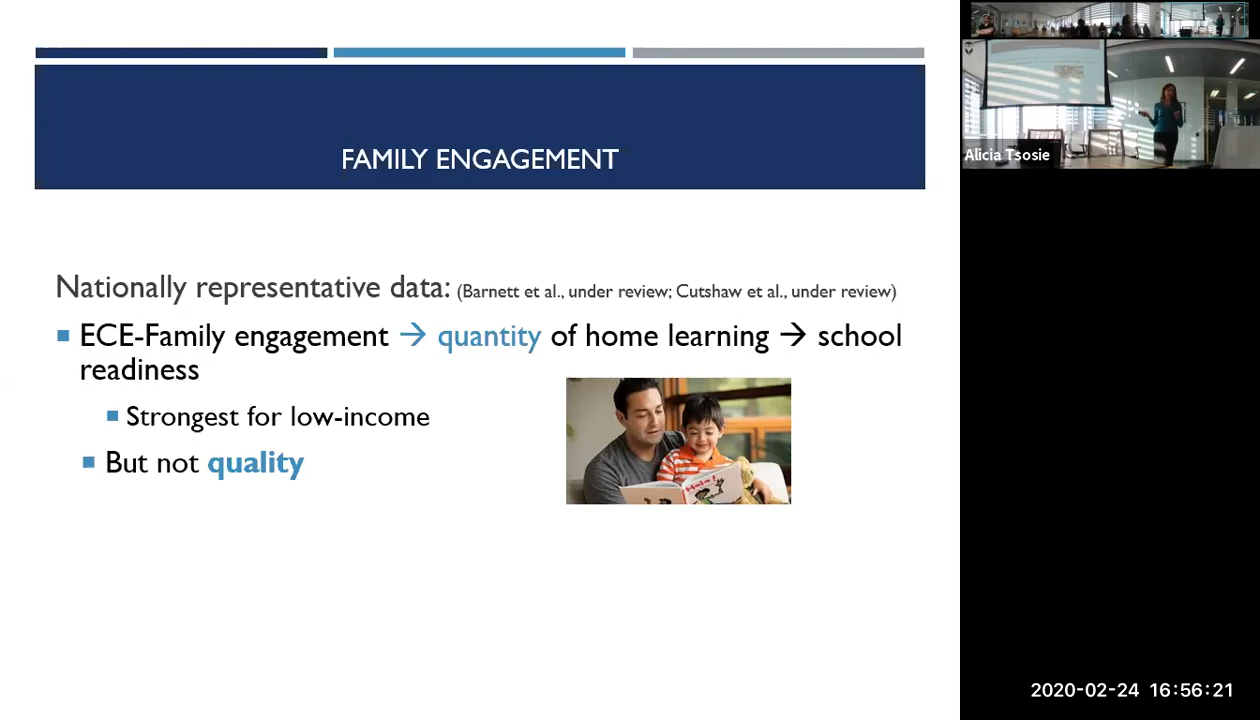 FAMILY ENGAGEMENT
Nationally representative data: (Barnett et al., under review; Cutshaw et al., under review)
ECE-Family engagement → quantity of home learning → school
readiness
Strongest for low-income
But not quality
Alicia Tsosie
2020-02-24 16:56:21